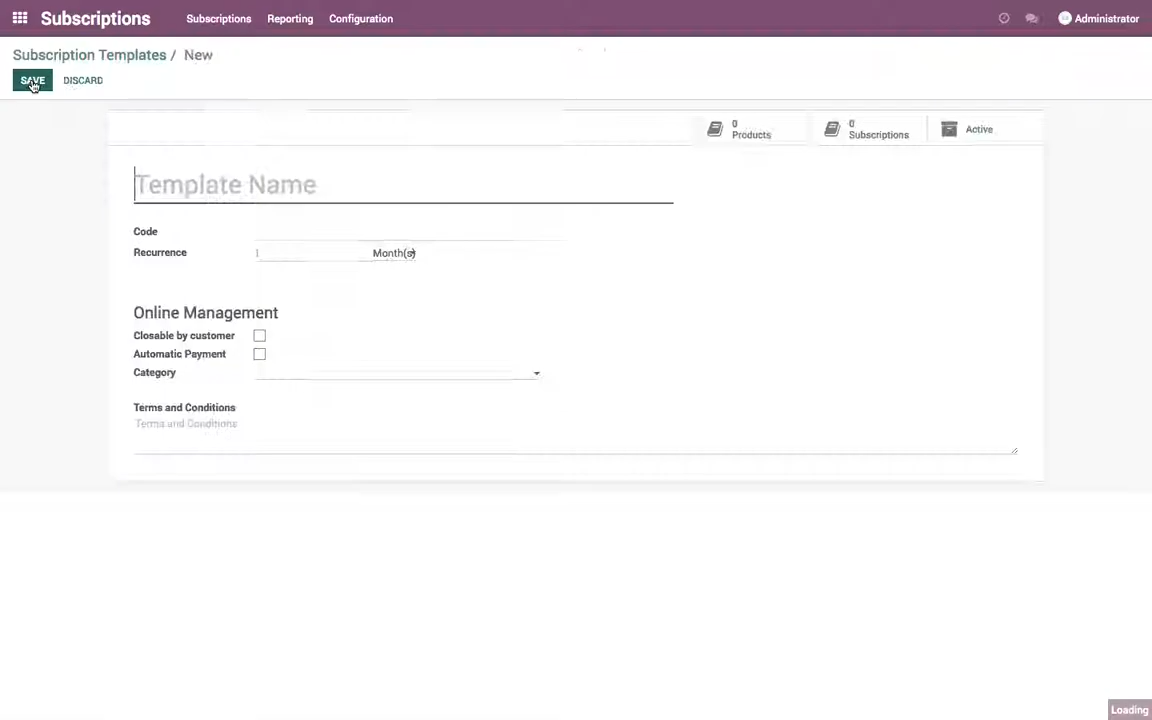 Subscriptions Subscriptions Reporting Configuration Administrator
Subscription Templates / New
SAVE DISCARD
0 Products
0 Subscriptions
Active
Template Name
Code
Recurrence 1 Month(s)
Online Management
Closable by customer
Automatic Payment
Category
Terms and Conditions
Terms and Conditions
Loading